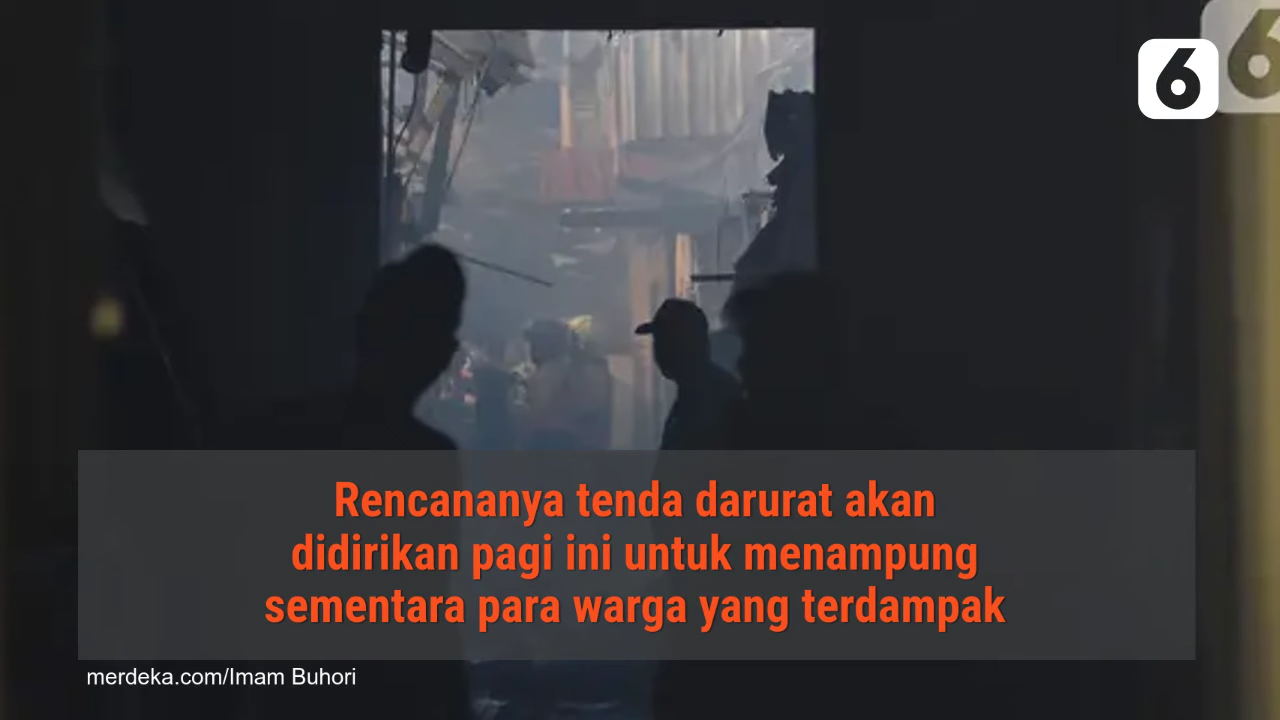 6
6
Rencananya tenda darurat akan
didirikan pagi ini untuk menampung
sementara para warga yang terdampak
merdeka.com/Imam Buhori